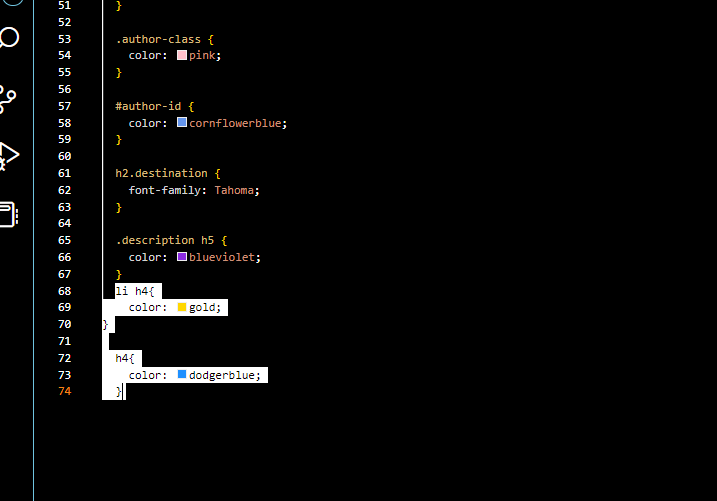 51 }
52
53 .author-class {
54 color: pink;
55 }
56
57 #author-id {
58 color: cornflowerblue;
59 }
60
61 h2.destination {
62 font-family: Tahoma;
63 }
64
65 .description h5 {
66 color: blueviolet;
67 }
68 li h4{
69 color: gold;
70 }
71
72 h4{
73 color: dodgerblue;
74 }